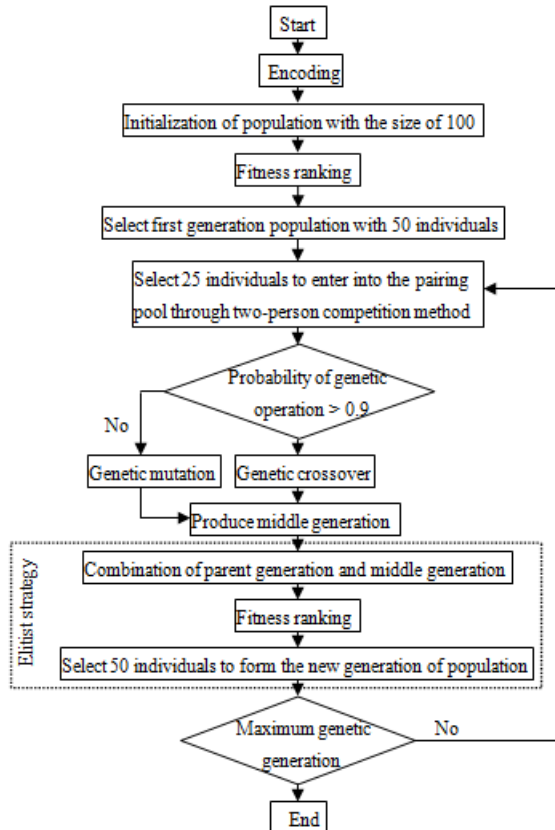 Start
Encoding
Initialization of population with the size of 100
Fitness ranking
Select first generation population with 50 individuals
Select 25 individuals to enter into the pairing
pool through two-person competition method
Probability of genetic
operation > 0.9
No
Genetic mutation
Genetic crossover
Produce middle generation
Elitist strategy
Combination of parent generation and middle generation
Fitness ranking
Select 50 individuals to form the new generation of population
Maximum genetic
generation
No
End